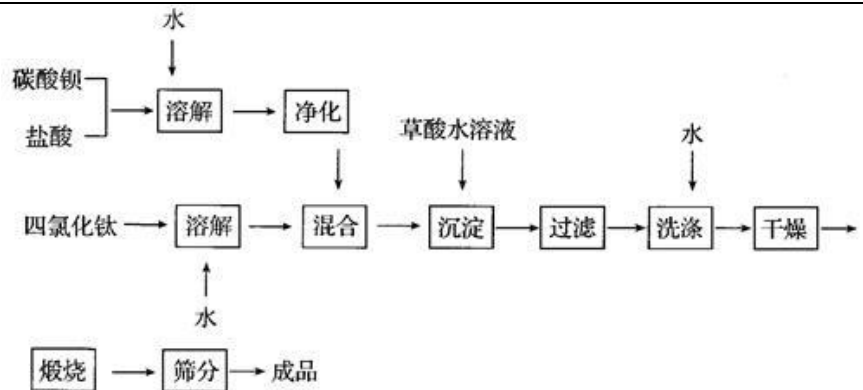 水
碳酸钡
盐酸
溶解
净化
草酸水溶液
水
四氯化钛
溶解
混合
沉淀
过滤
洗涤
干燥
水
煅烧
筛分
成品